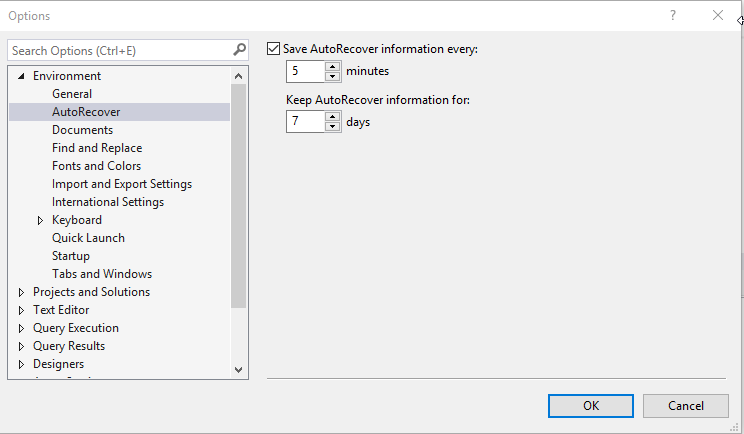 Options
?
Search Options (Ctrl+E)
Environment
General
AutoRecover
Documents
Find and Replace
Fonts and Colors
Import and Export Settings
International Settings
Keyboard
Quick Launch
Startup
Tabs and Windows
Projects and Solutions
Text Editor
Query Execution
Query Results
Designers
Save AutoRecover information every:
5 minutes
Keep AutoRecover information for:
7 days
OK
Cancel